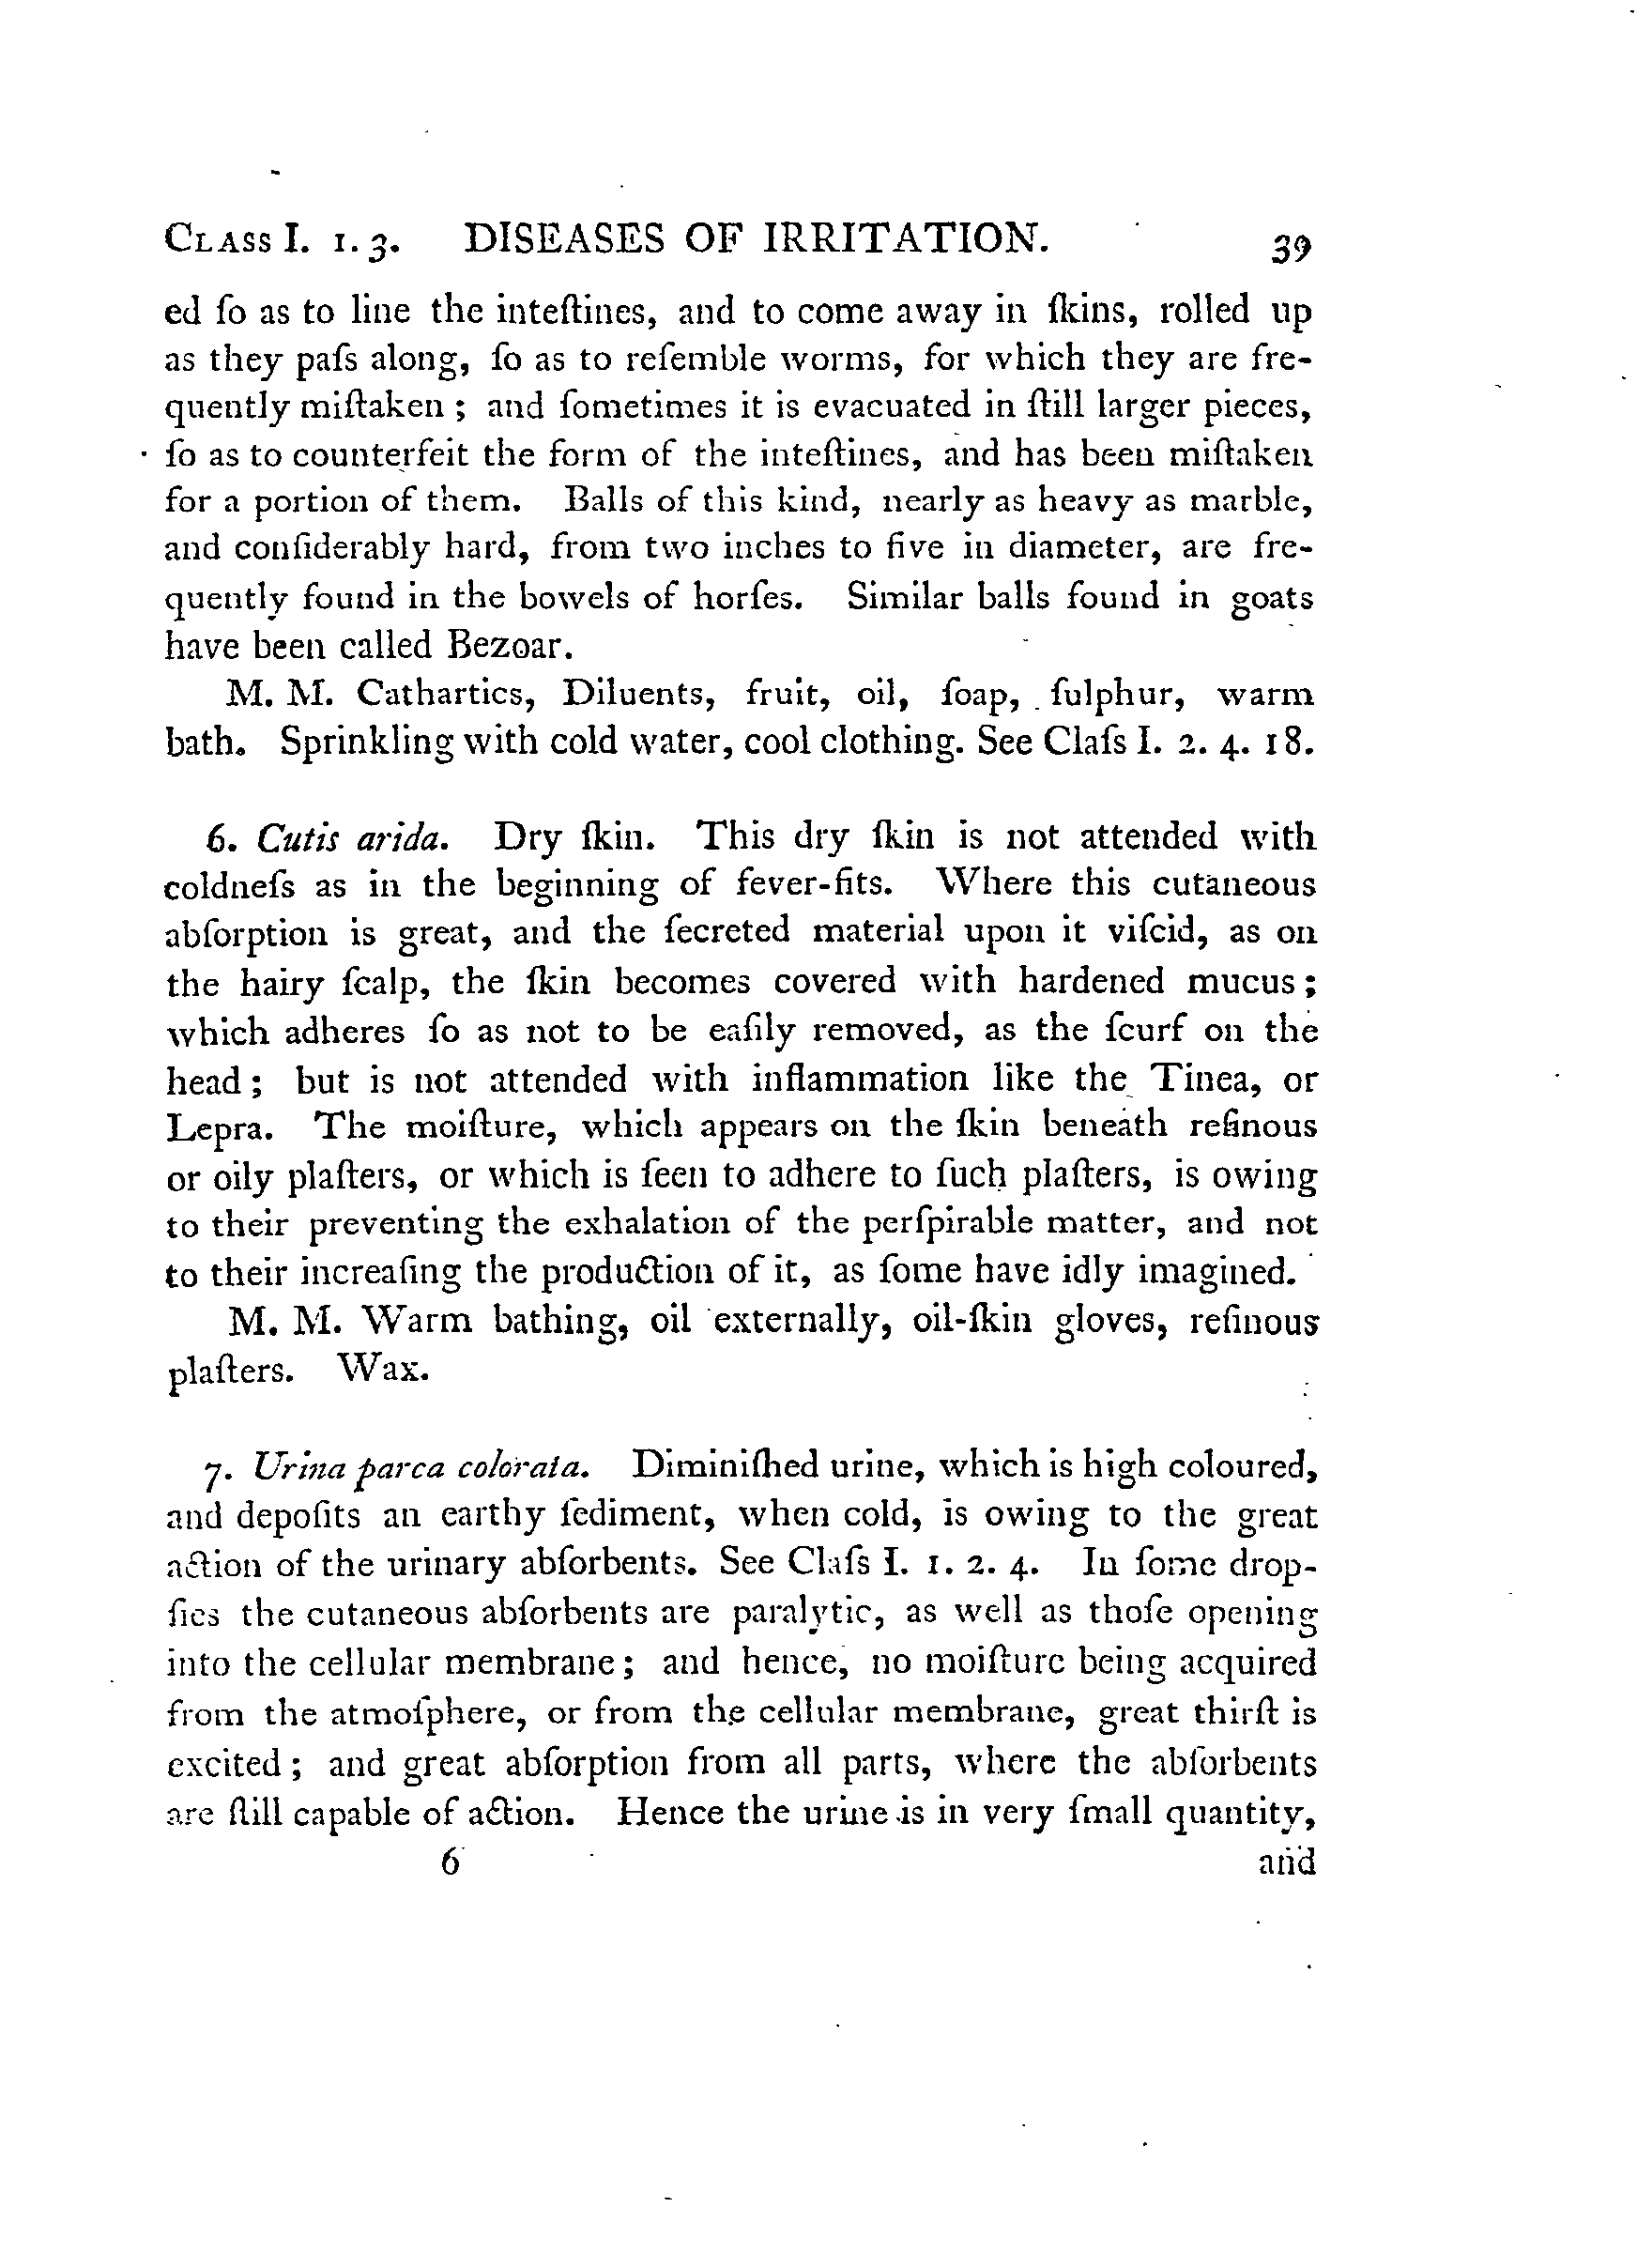 CLASS I. 1. 3. DISEASES OF IRRITATION. 39
ed ſo as to line the inteſtines, and to come away in ſkins, rolled up
as they paſs along, ſo as to reſemble worms, for which they are fre-
quently miſtaken ; and ſometimes it is evacuated in ſtill larger pieces,
ſo as to counterfeit the form of the inteſtines, and has been miſtaken
for a portion of them. Balls of this kind, nearly as heavy as marble,
and conſiderably hard, from two inches to five in diameter, are fre-
quently found in the bowels of horſes. Similar balls found in goats
have been called Bezoar.
M. M. Cathartics, Diluents, fruit, oil, ſoap, ſulphur, warm
bath. Sprinkling with cold water, cool clothing. See Claſs I. 2. 4. 18.
6. Cutis arida. Dry ſkin. This dry ſkin is not attended with
coldneſs as in the beginning of fever-fits. Where this cutaneous
abſorption is great, and the ſecreted material upon it viſcid, as on
the hairy ſcalp, the ſkin becomes covered with hardened mucus ;
which adheres ſo as not to be eaſily removed, as the ſcurf on the
head ; but is not attended with inflammation like the Tinea, or
Lepra. The moiſture, which appears on the ſkin beneath reſinous
or oily plaſters, or which is ſeen to adhere to ſuch plaſters, is owing
to their preventing the exhalation of the perſpirable matter, and not
to their increaſing the production of it, as ſome have idly imagined.
M. M. Warm bathing, oil externally, oil-ſkin gloves, reſinous
plaſters. Wax.
7. Urina parca colorata. Diminiſhed urine, which is high coloured,
and depoſits an earthy ſediment, when cold, is owing to the great
action of the urinary abſorbents. See Claſs I. 1. 2. 4. In ſome drop-
ſies the cutaneous abſorbents are paralytic, as well as thoſe opening
into the cellular membrane ; and hence, no moiſture being acquired
from the atmoſphere, or from the cellular membrane, great thirſt is
excited ; and great abſorption from all parts, where the abſorbents
are ſtill capable of action. Hence the urine is in very ſmall quantity,
6 and